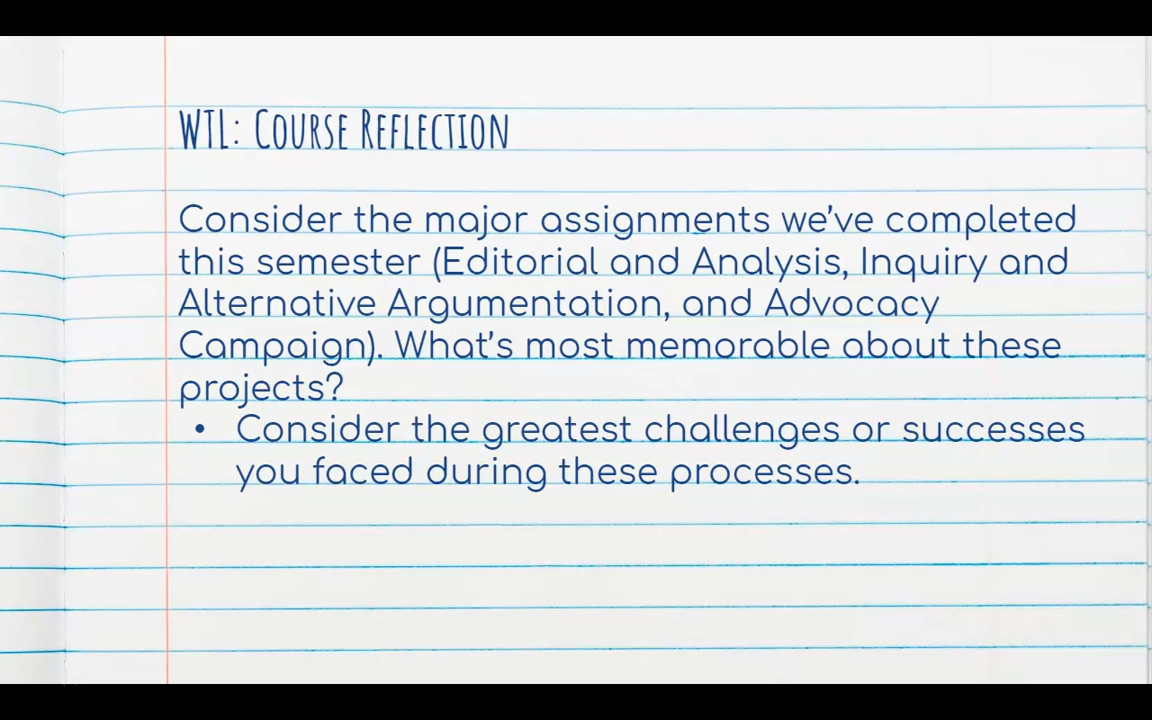 WTL: Course Reflection
Consider the major assignments we've completed
this semester (Editorial and Analysis, Inquiry and
Alternative Argumentation, and Advocacy
Campaign). What's most memorable about these
projects?
• Consider the greatest challenges or successes
you faced during these processes.